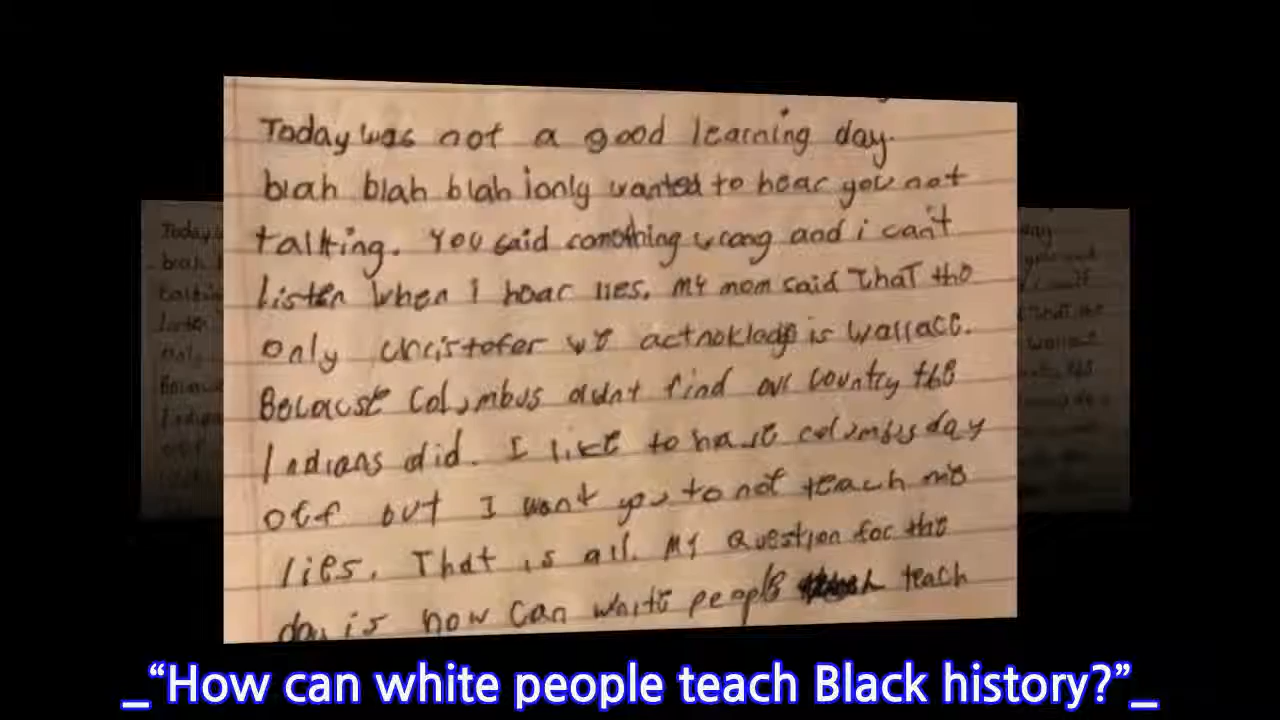 Today was not a good learning day.
blah blah blah i only wanted to hear you not
talking. You said something wrong and i can't
listen when i hear lies. My mom said That the
only christofer we acknoklage is wallace.
Because Columbus didnt find our country the
Indians did. I like to have columbus day
off but I want you to not teach me
lies. That is all. My question for the
day is how can white people teach
_“How can white people teach Black history?”_